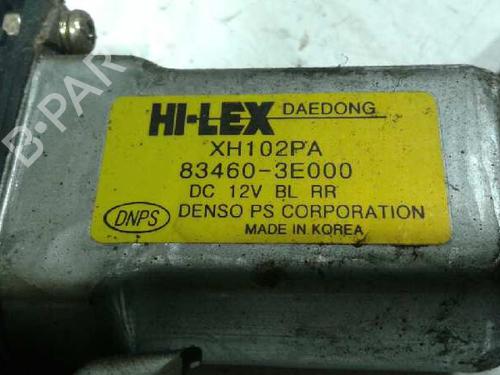 HI-LEX DAEDONG
XH102PA
83460-3E000
DC 12V BL RR
DNPS DENSO PS CORPORATION
MADE IN KOREA
B-PAR